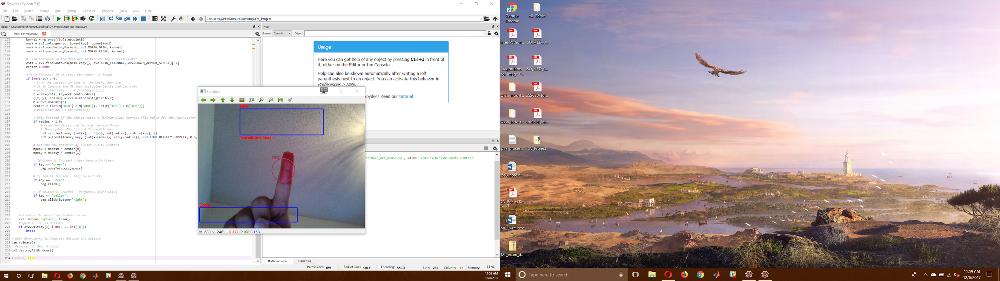 Spyder (Python 3.6)
File Edit Search Source Run Debug Consoles Projects Tools View Help
C:\Users\GirishKumarK\Desktop\CV_Project
Editor - C:\Users\GirishKumarK\Desktop\CV_Project\main_ocr_mouse.py
main_ocr_mouse.py
176 kernel = np.ones((9,9),np.uint8)
177 mask = cv2.inRange(hsv, lower[key], upper[key])
178 mask = cv2.morphologyEx(mask, cv2.MORPH_OPEN, kernel)
179 mask = cv2.morphologyEx(mask, cv2.MORPH_CLOSE, kernel)
180
181 # Find Contours in the Mask and Initialize the Current Center
182 cnts = cv2.findContours(mask.copy(), cv2.RETR_EXTERNAL, cv2.CHAIN_APPROX_SIMPLE)[-2]
183 center = None
184
185 # Only Proceeed If At Least One Center is Found
186 if len(cnts) > 0:
187 # Find the Largest Contour in the Mask, then Use
188 # It to Compute the Minimum Enclosing Circle and Centroid
189 # print('len cnts : ' + str(len(cnts)))
190 c = max(cnts, key=cv2.contourArea)
191 ((x, y), radius) = cv2.minEnclosingCircle(c)
192 M = cv2.moments(c)
193 center = (int(M["m10"] / M["m00"]), int(M["m01"] / M["m00"]))
194 # print(str(key) + str(center))
195
196 # Only Proceed If the Radius Meets A Minimum Size. Correct this Value for the Application
197 if radius > 1.0:
198 # Draw the Circle and Centroid on the Frame
199 # Then Update The List of Tracked Points
200 cv2.circle(frame, (int(x), int(y)), int(radius), colors[key], 2)
201 cv2.putText(frame, key, (int(x-radius), int(y-radius)), cv2.FONT_HERSHEY_SIMPLEX, 0.6,
202
203 # Get the New Position of Cursor w.r.t. Centers
204 mposx = msensx * center[0]
205 mposy = msensy * center[1]
206
207 # If Green is Tracked - Move Move with Green
208 if key == 'green':
209 pag.moveTo(mposx,mposy)
210
211 # If Red is Tracked - Perform a Click
212 if key == 'red':
213 pag.click()
214
215 # If Yellow is Tracked - Perform a Right Click
216 if key == 'yellow':
217 pag.click(button='right')
218
219
220
221 # Display The Resulting Grabbed Frame
222 cv2.imshow('Capture', frame)
223 # Quit if 'q' is Pressed
224 if cv2.waitKey(1) & 0xFF == ord('q'):
225 break
226
227 # When Everything is Complete Release the Capture
228 cam.release()
229 # Destory All Open Windows
230 cv2.destroyAllWindows()
231
232 # End of File
Help
Source Console Object
Usage
Here you can get help of any object by pressing Ctrl+I in front of
it, either on the Editor or the Console.
Help can also be shown automatically after writing a left
parenthesis next to an object. You can activate this behavior in
Preferences > Help.
Spyder? Read our tutorial
Capture
OCR :
Translated Text :
red
Cont :
(x=633, y=246) ~ R:171 G:168 B:158
ect/main_ocr_mouse.py', wdir='C:/Users/GirishKumarK/Desktop/
IPython console History log
Permissions: RW End-of-lines: CRLF Encoding: ASCII Line: 232 Column: 14 Memory: 38 %
11:59 AM
12/6/2017
Google
Chrome
ML_EXAM
Intel_Python...
ISO_MED_U...
Algorithms
for Image P...
ISO_MED_C...
wksh_intro-t...
SCSC80-Tol...
wksh_intro-t...
artificial_int...
pa3_proces...
CV_Project
pa3_note.d...
CV_PA3_GIR...
ML_Exam.doc
x
ML_exam_d...
Type here to search
11:59 AM
12/6/2017